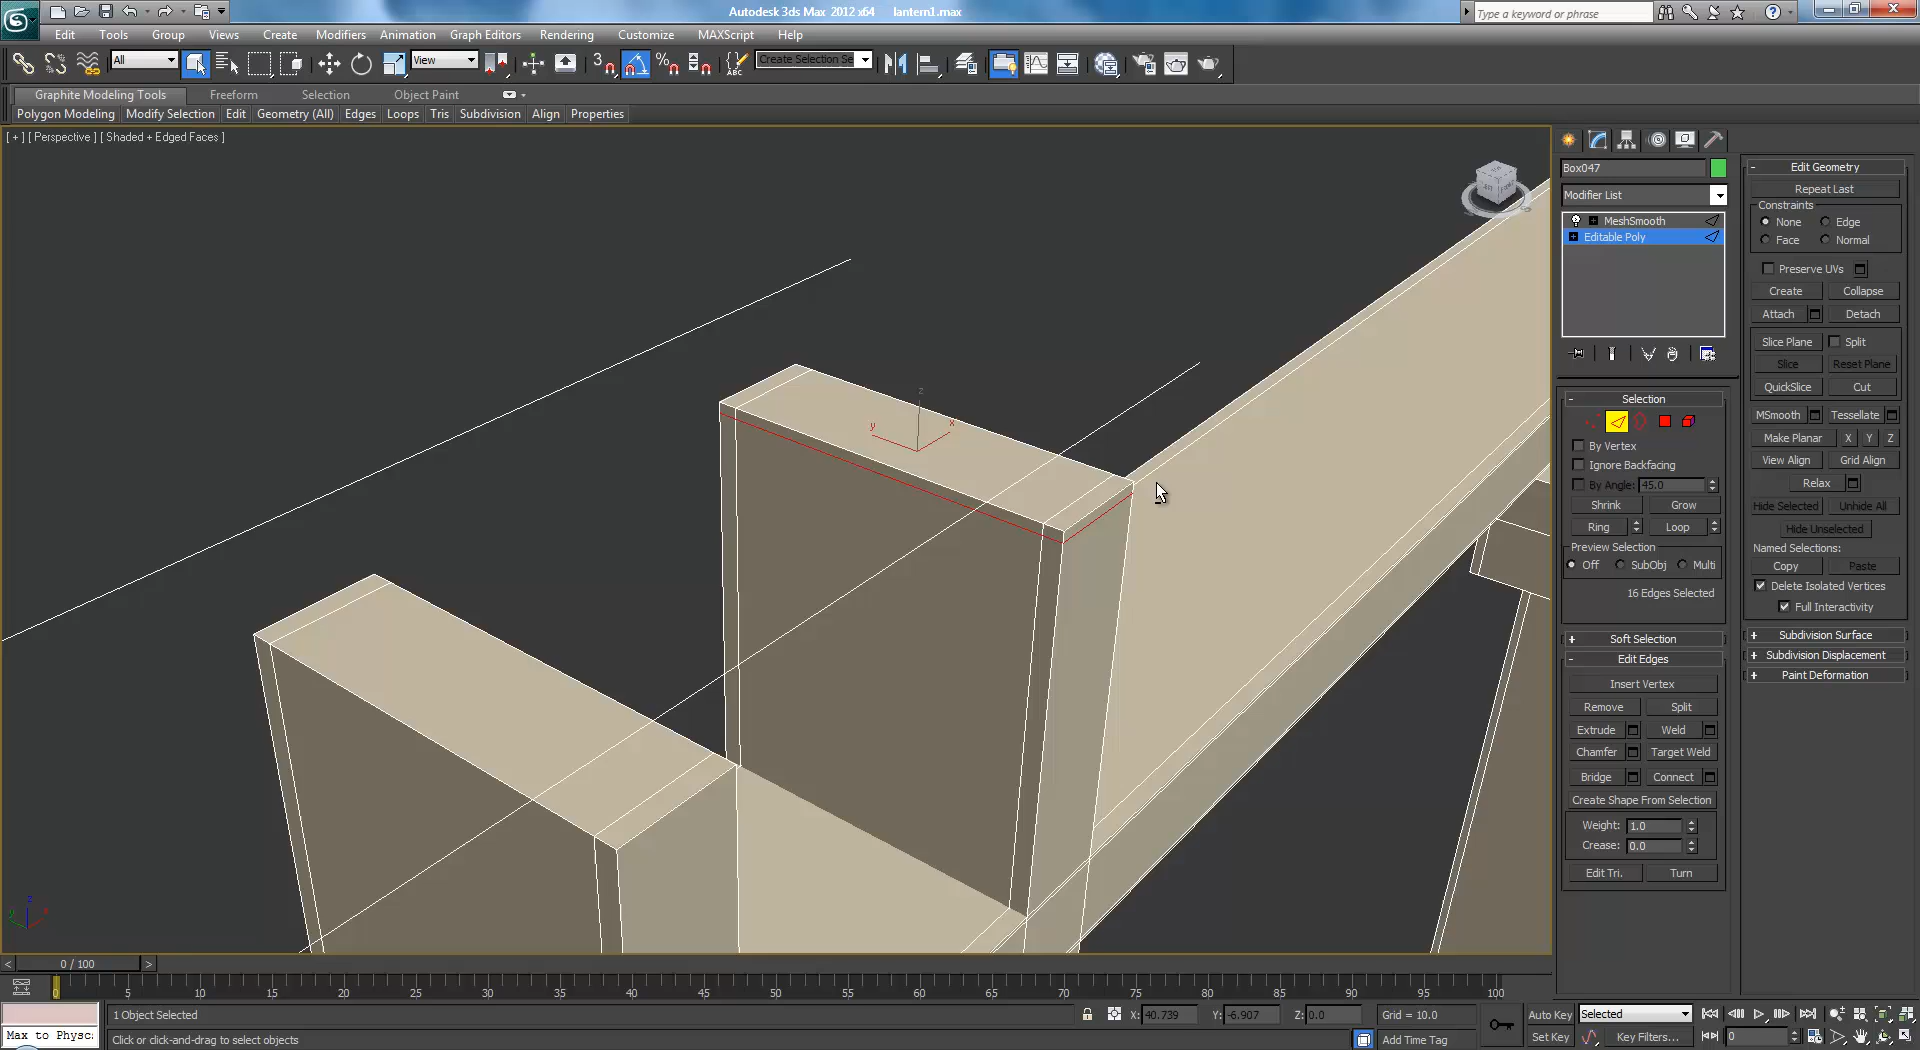 Autodesk 3ds Max 2012 x64 lantern1.max
Type a keyword or phrase
Edit Tools Group Views Create Modifiers Animation Graph Editors Rendering Customize MAXScript Help
All View 3 % ABC Create Selection Se
Graphite Modeling Tools Freeform Selection Object Paint
Polygon Modeling Modify Selection Edit Geometry (All) Edges Loops Tris Subdivision Align Properties
[ + ] [ Perspective ] [ Shaded + Edged Faces ]
z
y x
Box047
Modifier List
MeshSmooth
Editable Poly
Selection
By Vertex
Ignore Backfacing
By Angle: 45.0
Shrink Grow
Ring Loop
Preview Selection
Off SubObj Multi
16 Edges Selected
Soft Selection
Edit Edges
Insert Vertex
Remove Split
Extrude Weld
Chamfer Target Weld
Bridge Connect
Create Shape From Selection
Weight: 1.0
Crease: 0.0
Edit Tri. Turn
Edit Geometry
Repeat Last
Constraints
None Edge
Face Normal
Preserve UVs
Create Collapse
Attach Detach
Slice Plane Split
Slice Reset Plane
QuickSlice Cut
MSmooth Tessellate
Make Planar X Y Z
View Align Grid Align
Relax
Hide Selected Unhide All
Hide Unselected
Named Selections:
Copy Paste
Delete Isolated Vertices
Full Interactivity
Subdivision Surface
Subdivision Displacement
Paint Deformation
< 0 / 100 >
0 5 10 15 20 25 30 35 40 45 50 55 60 65 70 75 80 85 90 95 100
1 Object Selected X: 40.739 Y: -6.907 Z: 0.0 Grid = 10.0 Auto Key Selected
Max to Physc: Click or click-and-drag to select objects Add Time Tag Set Key Key Filters... 0